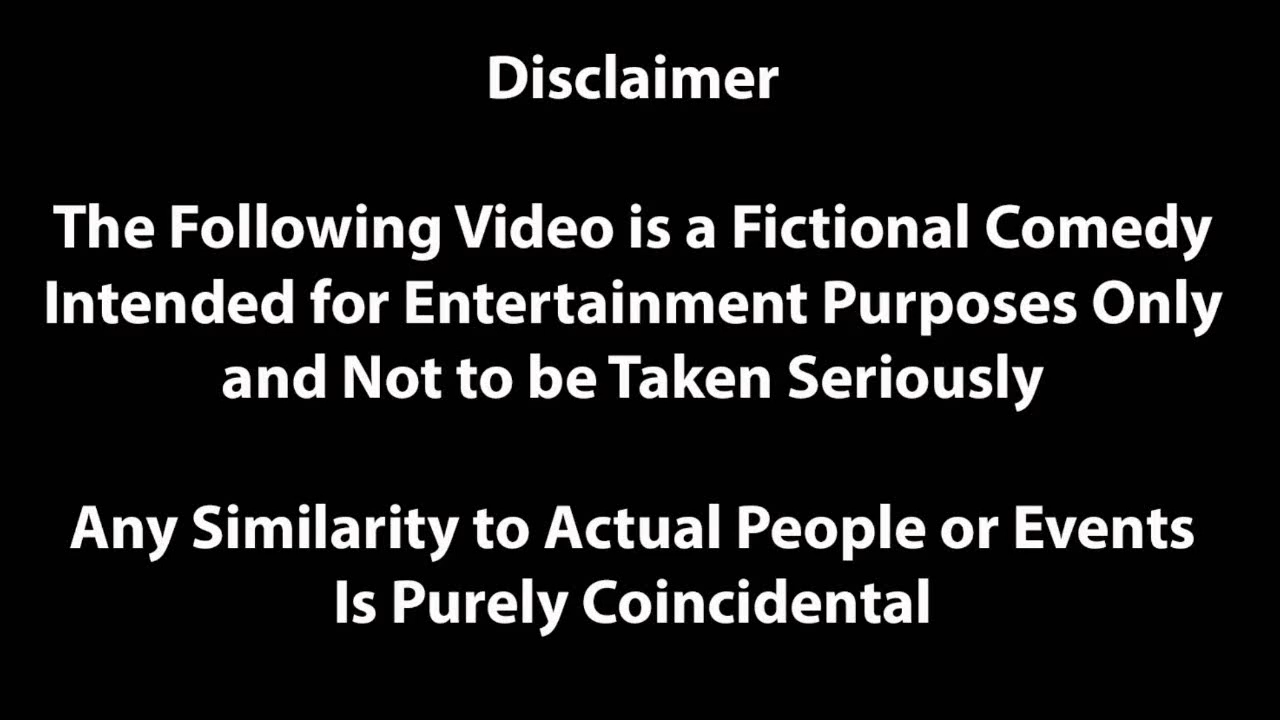 Disclaimer
The Following Video is a Fictional Comedy
Intended for Entertainment Purposes Only
and Not to be Taken Seriously
Any Similarity to Actual People or Events
Is Purely Coincidental